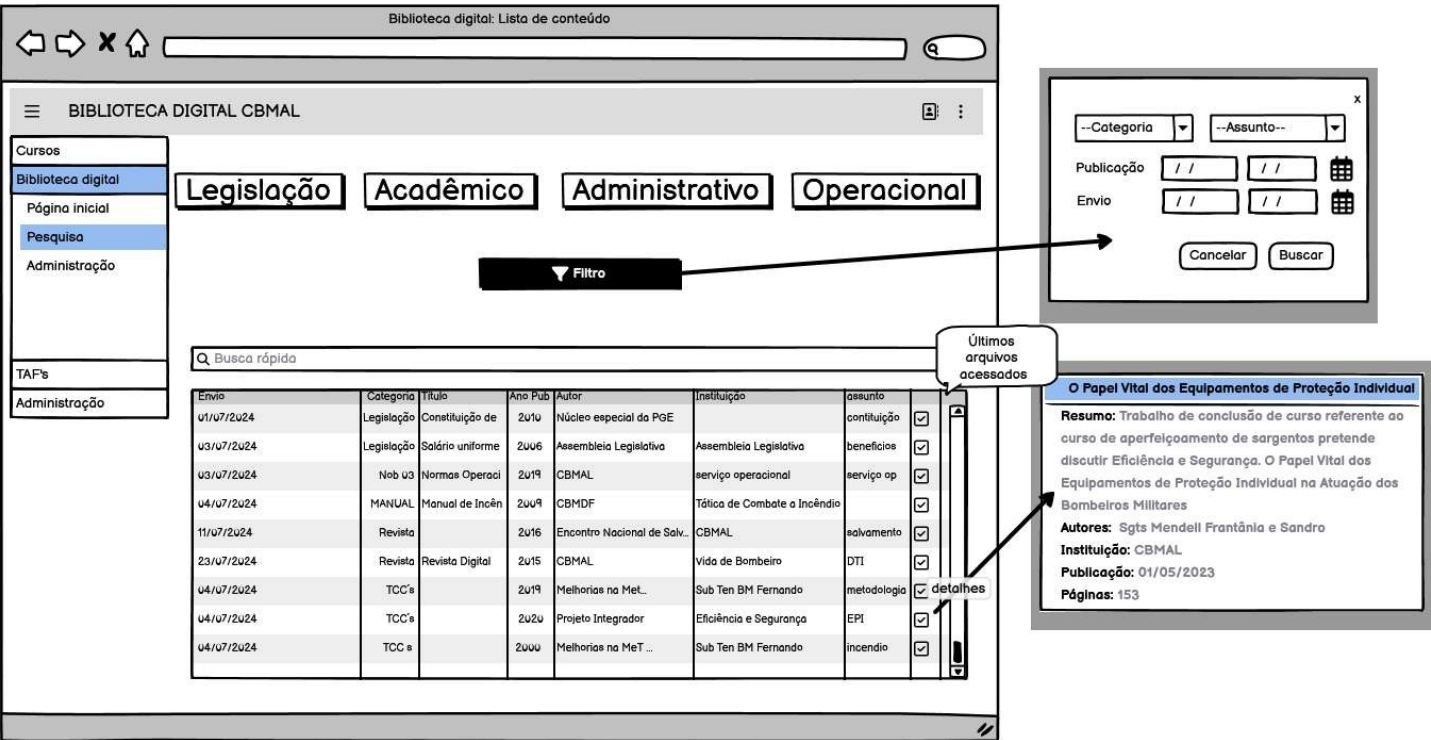 Biblioteca digital: Lista de conteúdo
BIBLIOTECA DIGITAL CBMAL
Cursos
Biblioteca digital
Página inicial
Pesquisa
Administração
TAF's
Administração
Legislação Acadêmico Administrativo Operacional
Filtro
Busca rápida
Últimos
arquivos
acessados
Envio Categoria Título Ano Pub Autor Instituição assunto
01/07/2024 Legislação Constituição de 2010 Núcleo especial da PGE contituição
03/07/2024 Legislação Salário uniforme 2006 Assembleia Legislativa Assembleia Legislativa beneficios
03/07/2024 Nob 03 Normas Operaci 2019 CBMAL serviço operacional serviço op
04/07/2024 MANUAL Manual de Incên 2009 CBMDF Tática de Combate a Incêndio
11/07/2024 Revista 2016 Encontro Nacional de Salv... CBMAL salvamento
23/07/2024 Revista Revista Digital 2015 CBMAL Vida de Bombeiro DTI
04/07/2024 TCC's 2019 Melhorias na Met... Sub Ten BM Fernando metodologia
detalhes
04/07/2024 TCC's 2020 Projeto Integrador Eficiência e Segurança EPI
04/07/2024 TCC s 2000 Melhorias na MeT ... Sub Ten BM Fernando incendio
x
--Categoria --Assunto--
Publicação / / / /
Envio / / / /
Cancelar Buscar
O Papel Vital dos Equipamentos de Proteção Individual
Resumo: Trabalho de conclusão de curso referente ao
curso de aperfeiçoamento de sargentos pretende
discutir Eficiência e Segurança. O Papel Vital dos
Equipamentos de Proteção Individual na Atuação dos
Bombeiros Militares
Autores: Sgts Mendell Frantânia e Sandro
Instituição: CBMAL
Publicação: 01/05/2023
Páginas: 153